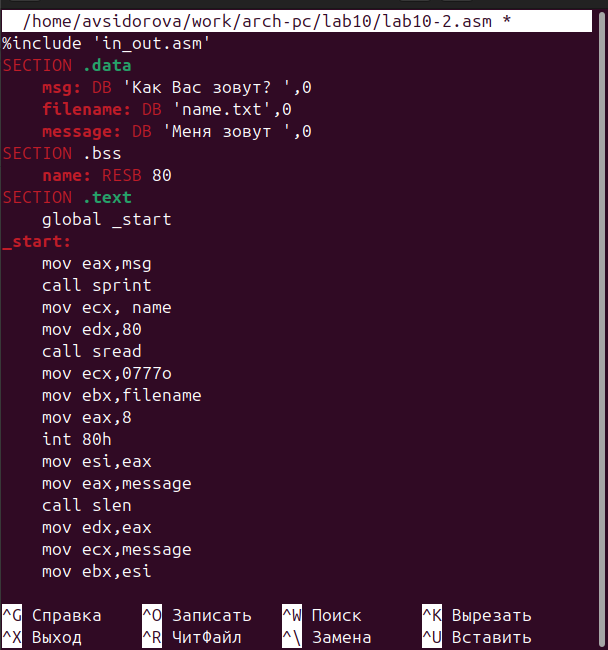 /home/avsidorova/work/arch-pc/lab10/lab10-2.asm *
%include 'in_out.asm'
SECTION .data
    msg: DB 'Как Вас зовут? ',0
    filename: DB 'name.txt',0
    message: DB 'Меня зовут ',0
SECTION .bss
    name: RESB 80
SECTION .text
    global _start
_start:
    mov eax,msg
    call sprint
    mov ecx, name
    mov edx,80
    call sread
    mov ecx,0777o
    mov ebx,filename
    mov eax,8
    int 80h
    mov esi,eax
    mov eax,message
    call slen
    mov edx,eax
    mov ecx,message
    mov ebx,esi
^G Справка ^O Записать ^W Поиск ^K Вырезать
^X Выход ^R ЧитФайл ^\ Замена ^U Вставить